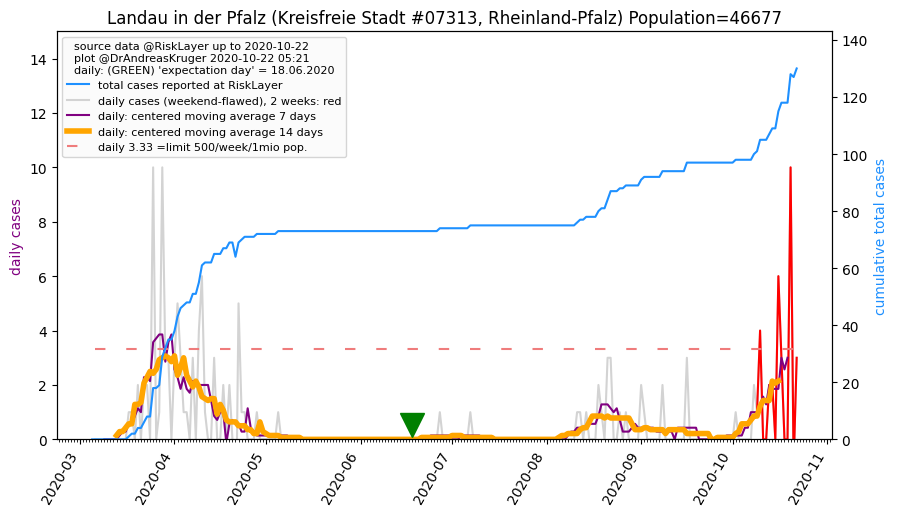 Landau in der Pfalz (Kreisfreie Stadt #07313, Rheinland-Pfalz) Population=46677
source data @RiskLayer up to 2020-10-22
plot @DrAndreasKruger 2020-10-22 05:21
daily: (GREEN) 'expectation day' = 18.06.2020
total cases reported at RiskLayer
daily cases (weekend-flawed), 2 weeks: red
daily: centered moving average 7 days
daily: centered moving average 14 days
daily 3.33 =limit 500/week/1mio pop.
daily cases
14
12
10
8
6
4
2
0
cumulative total cases
140
120
100
80
60
40
20
0
2020-03
2020-04
2020-05
2020-06
2020-07
2020-08
2020-09
2020-10
2020-11